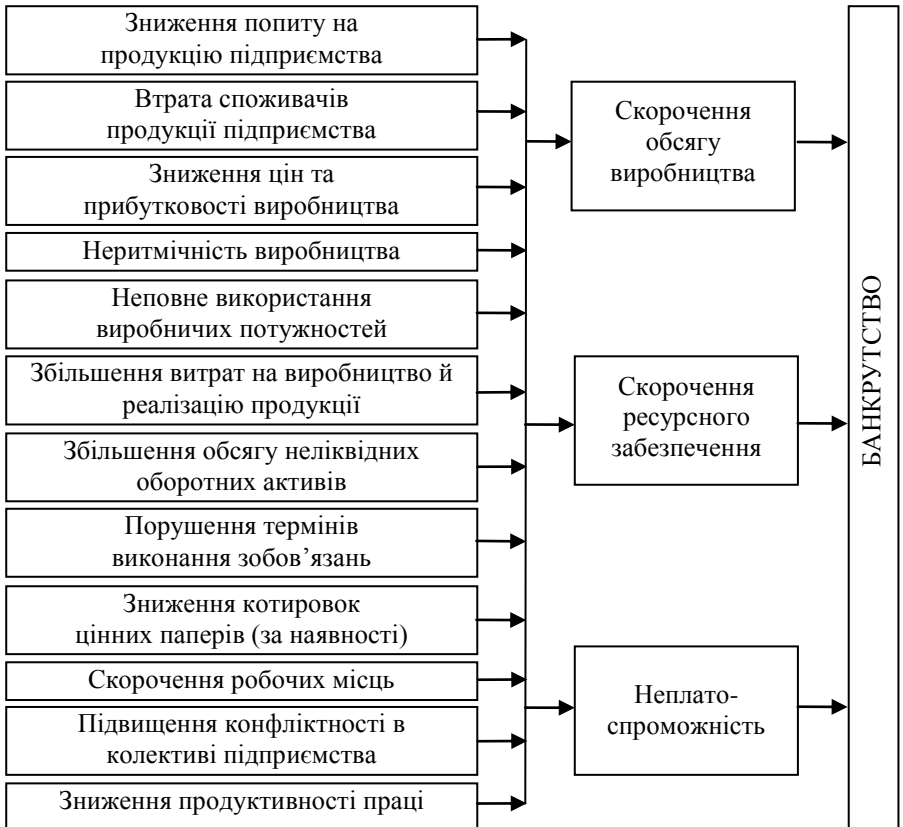 Зниження попиту на
продукцію підприємства
Втрата споживачів
продукції підприємства
Зниження цін та
прибутковості виробництва
Неритмічність виробництва
Неповне використання
виробничих потужностей
Збільшення витрат на виробництво й
реалізацію продукції
Збільшення обсягу неліквідних
оборотних активів
Порушення термінів
виконання зобов’язань
Зниження котировок
цінних паперів (за наявності)
Скорочення робочих місць
Підвищення конфліктності в
колективі підприємства
Зниження продуктивності праці
Скорочення
обсягу
виробництва
Скорочення
ресурсного
забезпечення
Неплато-
спроможність
БАНКРУТСТВО